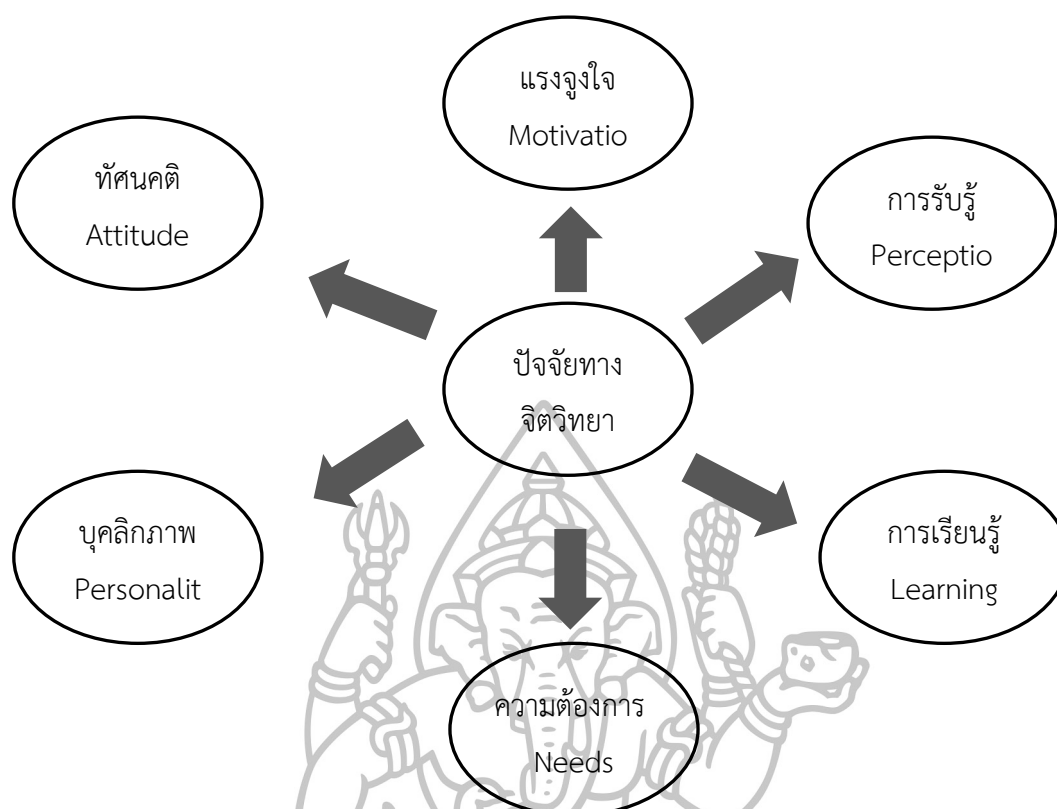 แรงจูงใจ
Motivatio
ทัศนคติ
Attitude
การรับรู้
Perceptio
ปัจจัยทาง
จิตวิทยา
บุคลิกภาพ
Personalit
การเรียนรู้
Learning
ความต้องการ
Needs